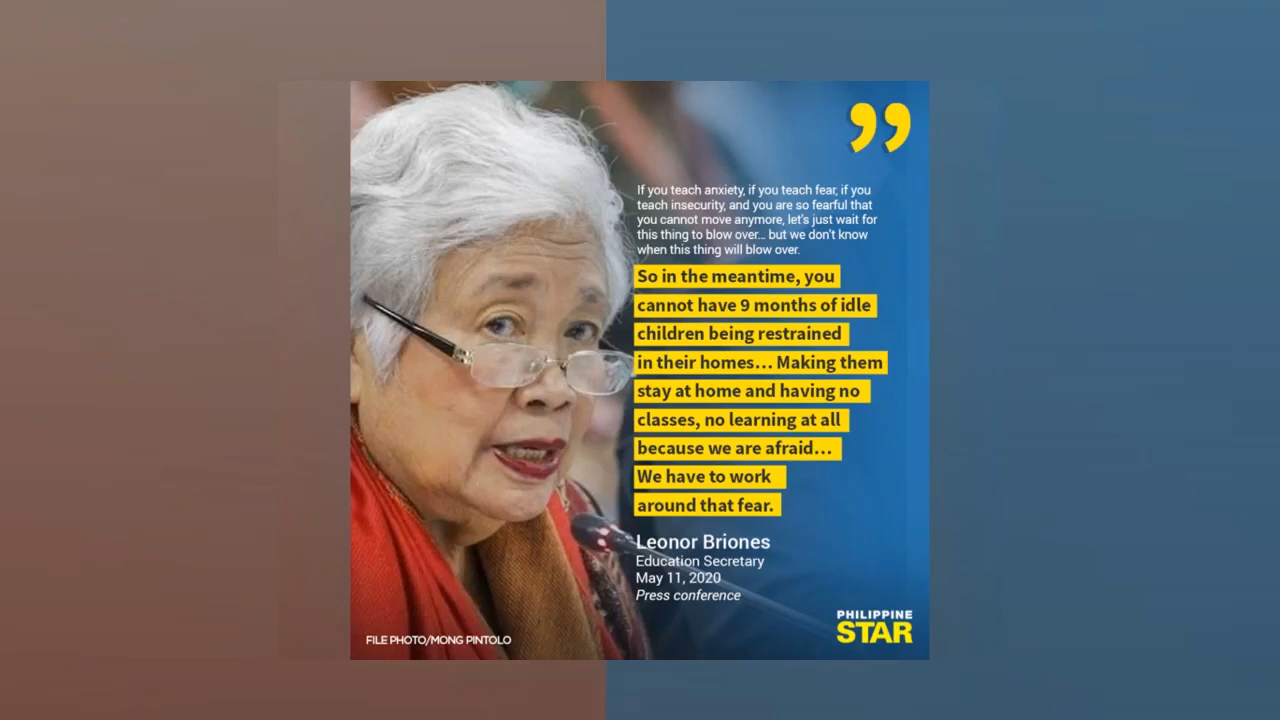 ”
If you teach anxiety, if you teach fear, if you
teach insecurity, and you are so fearful that
you cannot move anymore, let's just wait for
this thing to blow over... but we don't know
when this thing will blow over.
So in the meantime, you
cannot have 9 months of idle
children being restrained
in their homes... Making them
stay at home and having no
classes, no learning at all
because we are afraid...
We have to work
around that fear.
Leonor Briones
Education Secretary
May 11, 2020
Press conference
PHILIPPINE
STAR
FILE PHOTO/MONG PINTOLO